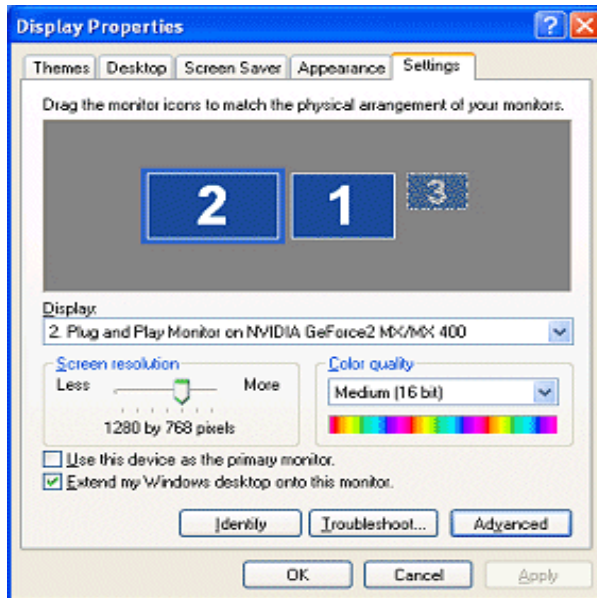 Display Properties
Themes Desktop Screen Saver Appearance Settings
Drag the monitor icons to match the physical arrangement of your monitors.
2 1 3
Display:
2. Plug and Play Monitor on NVIDIA GeForce2 MX/MX 400
Screen resolution
Less More
1280 by 768 pixels
Color quality
Medium (16 bit)
Use this device as the primary monitor.
Extend my Windows desktop onto this monitor.
Identify Troubleshoot... Advanced
OK Cancel Apply